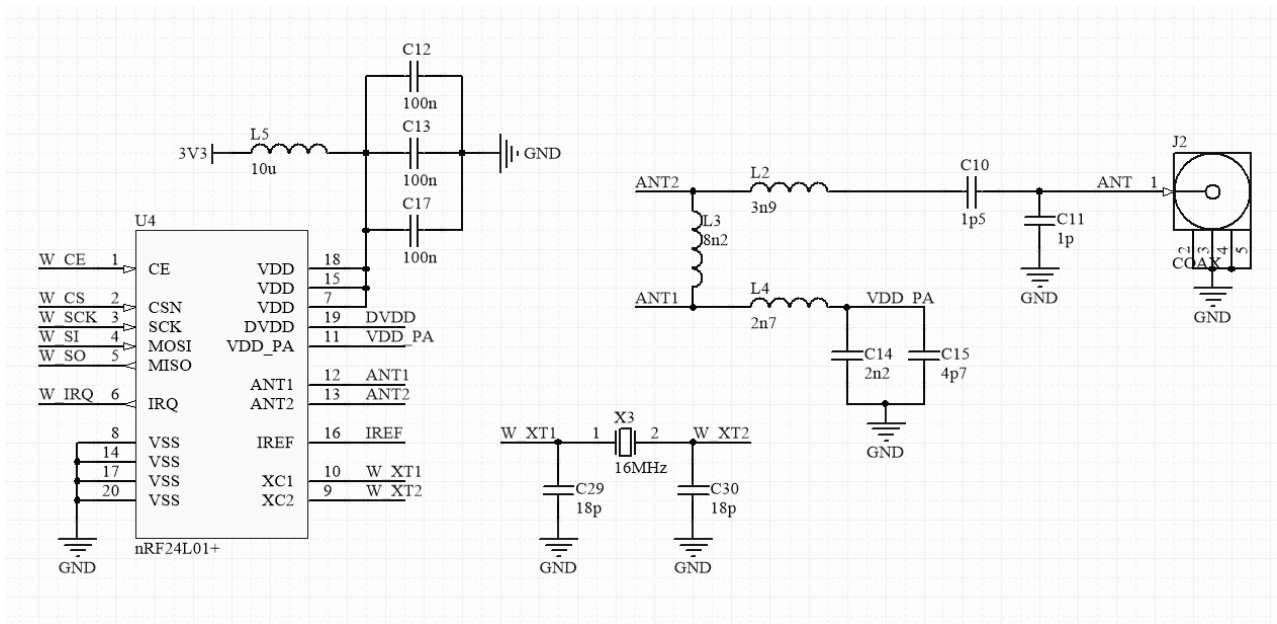 C12
100n
C13
100n
C17
100n
3V3
L5
10u
GND
U4
W_CE 1 CE
W_CS 2 CSN
W_SCK 3 SCK
W_SI 4 MOSI
W_SO 5 MISO
W_IRQ 6 IRQ
8 VSS
14 VSS
17 VSS
20 VSS
GND
VDD 18
VDD 15
VDD 7
DVDD 19 DVDD
VDD_PA 11 VDD_PA
ANT1 12 ANT1
ANT2 13 ANT2
IREF 16 IREF
XC1 10 W_XT1
XC2 9 W_XT2
nRF24L01+
ANT2
L2
3n9
L3
8n2
ANT1
L4
2n7
VDD_PA
C14
2n2
C15
4p7
GND
C10
1p5
C11
1p
GND
ANT 1
J2
2 3 4 5
COAX
GND
W_XT1 1 X3 2 W_XT2
16MHz
C29
18p
GND
C30
18p
GND